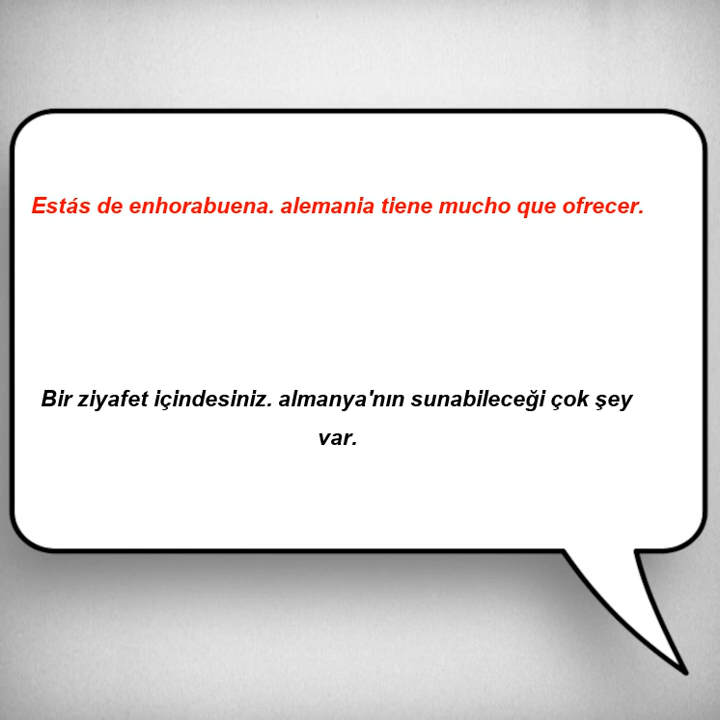 Estás de enhorabuena. alemania tiene mucho que ofrecer.
Bir ziyafet içindesiniz. almanya'nın sunabileceği çok şey
var.